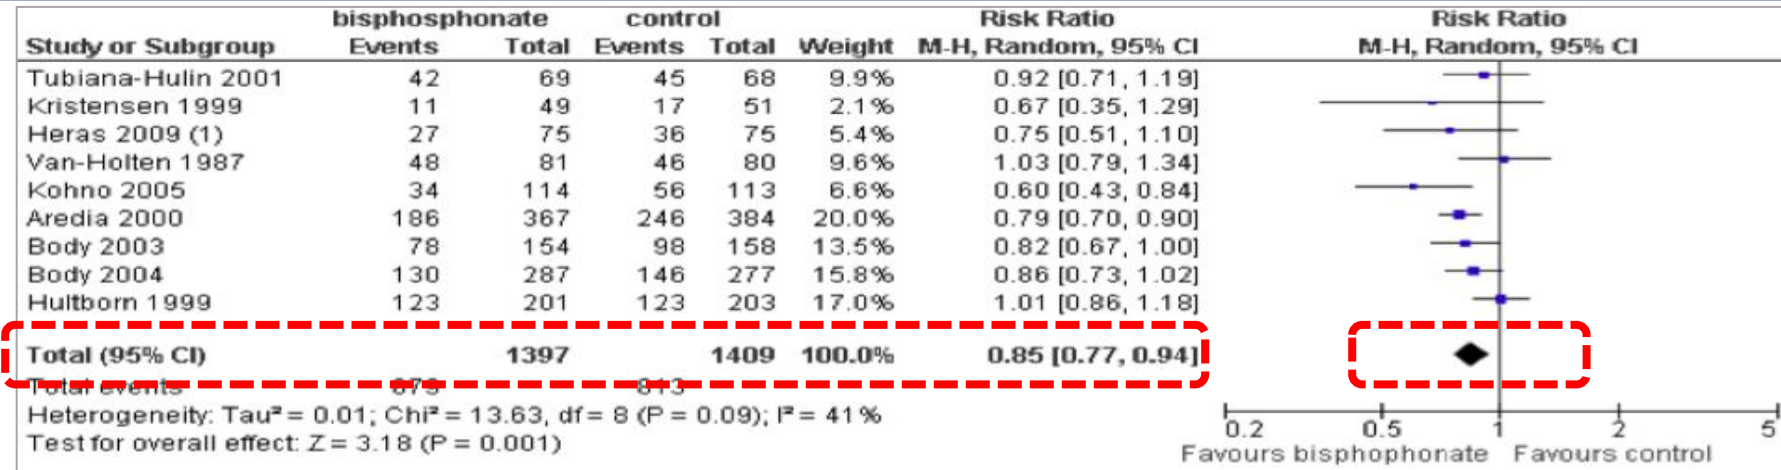 bisphosphonate control Risk Ratio Risk Ratio
Study or Subgroup Events Total Events Total Weight M-H, Random, 95% CI M-H, Random, 95% CI
Tubiana-Hulin 2001 42 69 45 68 9.9% 0.92 [0.71, 1.19]
Kristensen 1999 11 49 17 51 2.1% 0.67 [0.35, 1.29]
Heras 2009 (1) 27 75 36 75 5.4% 0.75 [0.51, 1.10]
Van-Holten 1987 48 81 46 80 9.6% 1.03 [0.79, 1.34]
Kohno 2005 34 114 56 113 6.6% 0.60 [0.43, 0.84]
Aredia 2000 186 367 246 384 20.0% 0.79 [0.70, 0.90]
Body 2003 78 154 98 158 13.5% 0.82 [0.67, 1.00]
Body 2004 130 287 146 277 15.8% 0.86 [0.73, 1.02]
Hultborn 1999 123 201 123 203 17.0% 1.01 [0.86, 1.18]
Total (95% CI) 1397 1409 100.0% 0.85 [0.77, 0.94]
Total events 679 813
Heterogeneity: Tau² = 0.01; Chi² = 13.63, df = 8 (P = 0.09); I² = 41%
Test for overall effect: Z = 3.18 (P = 0.001)
0.2 0.5 1 2 5
Favours bisphophonate Favours control